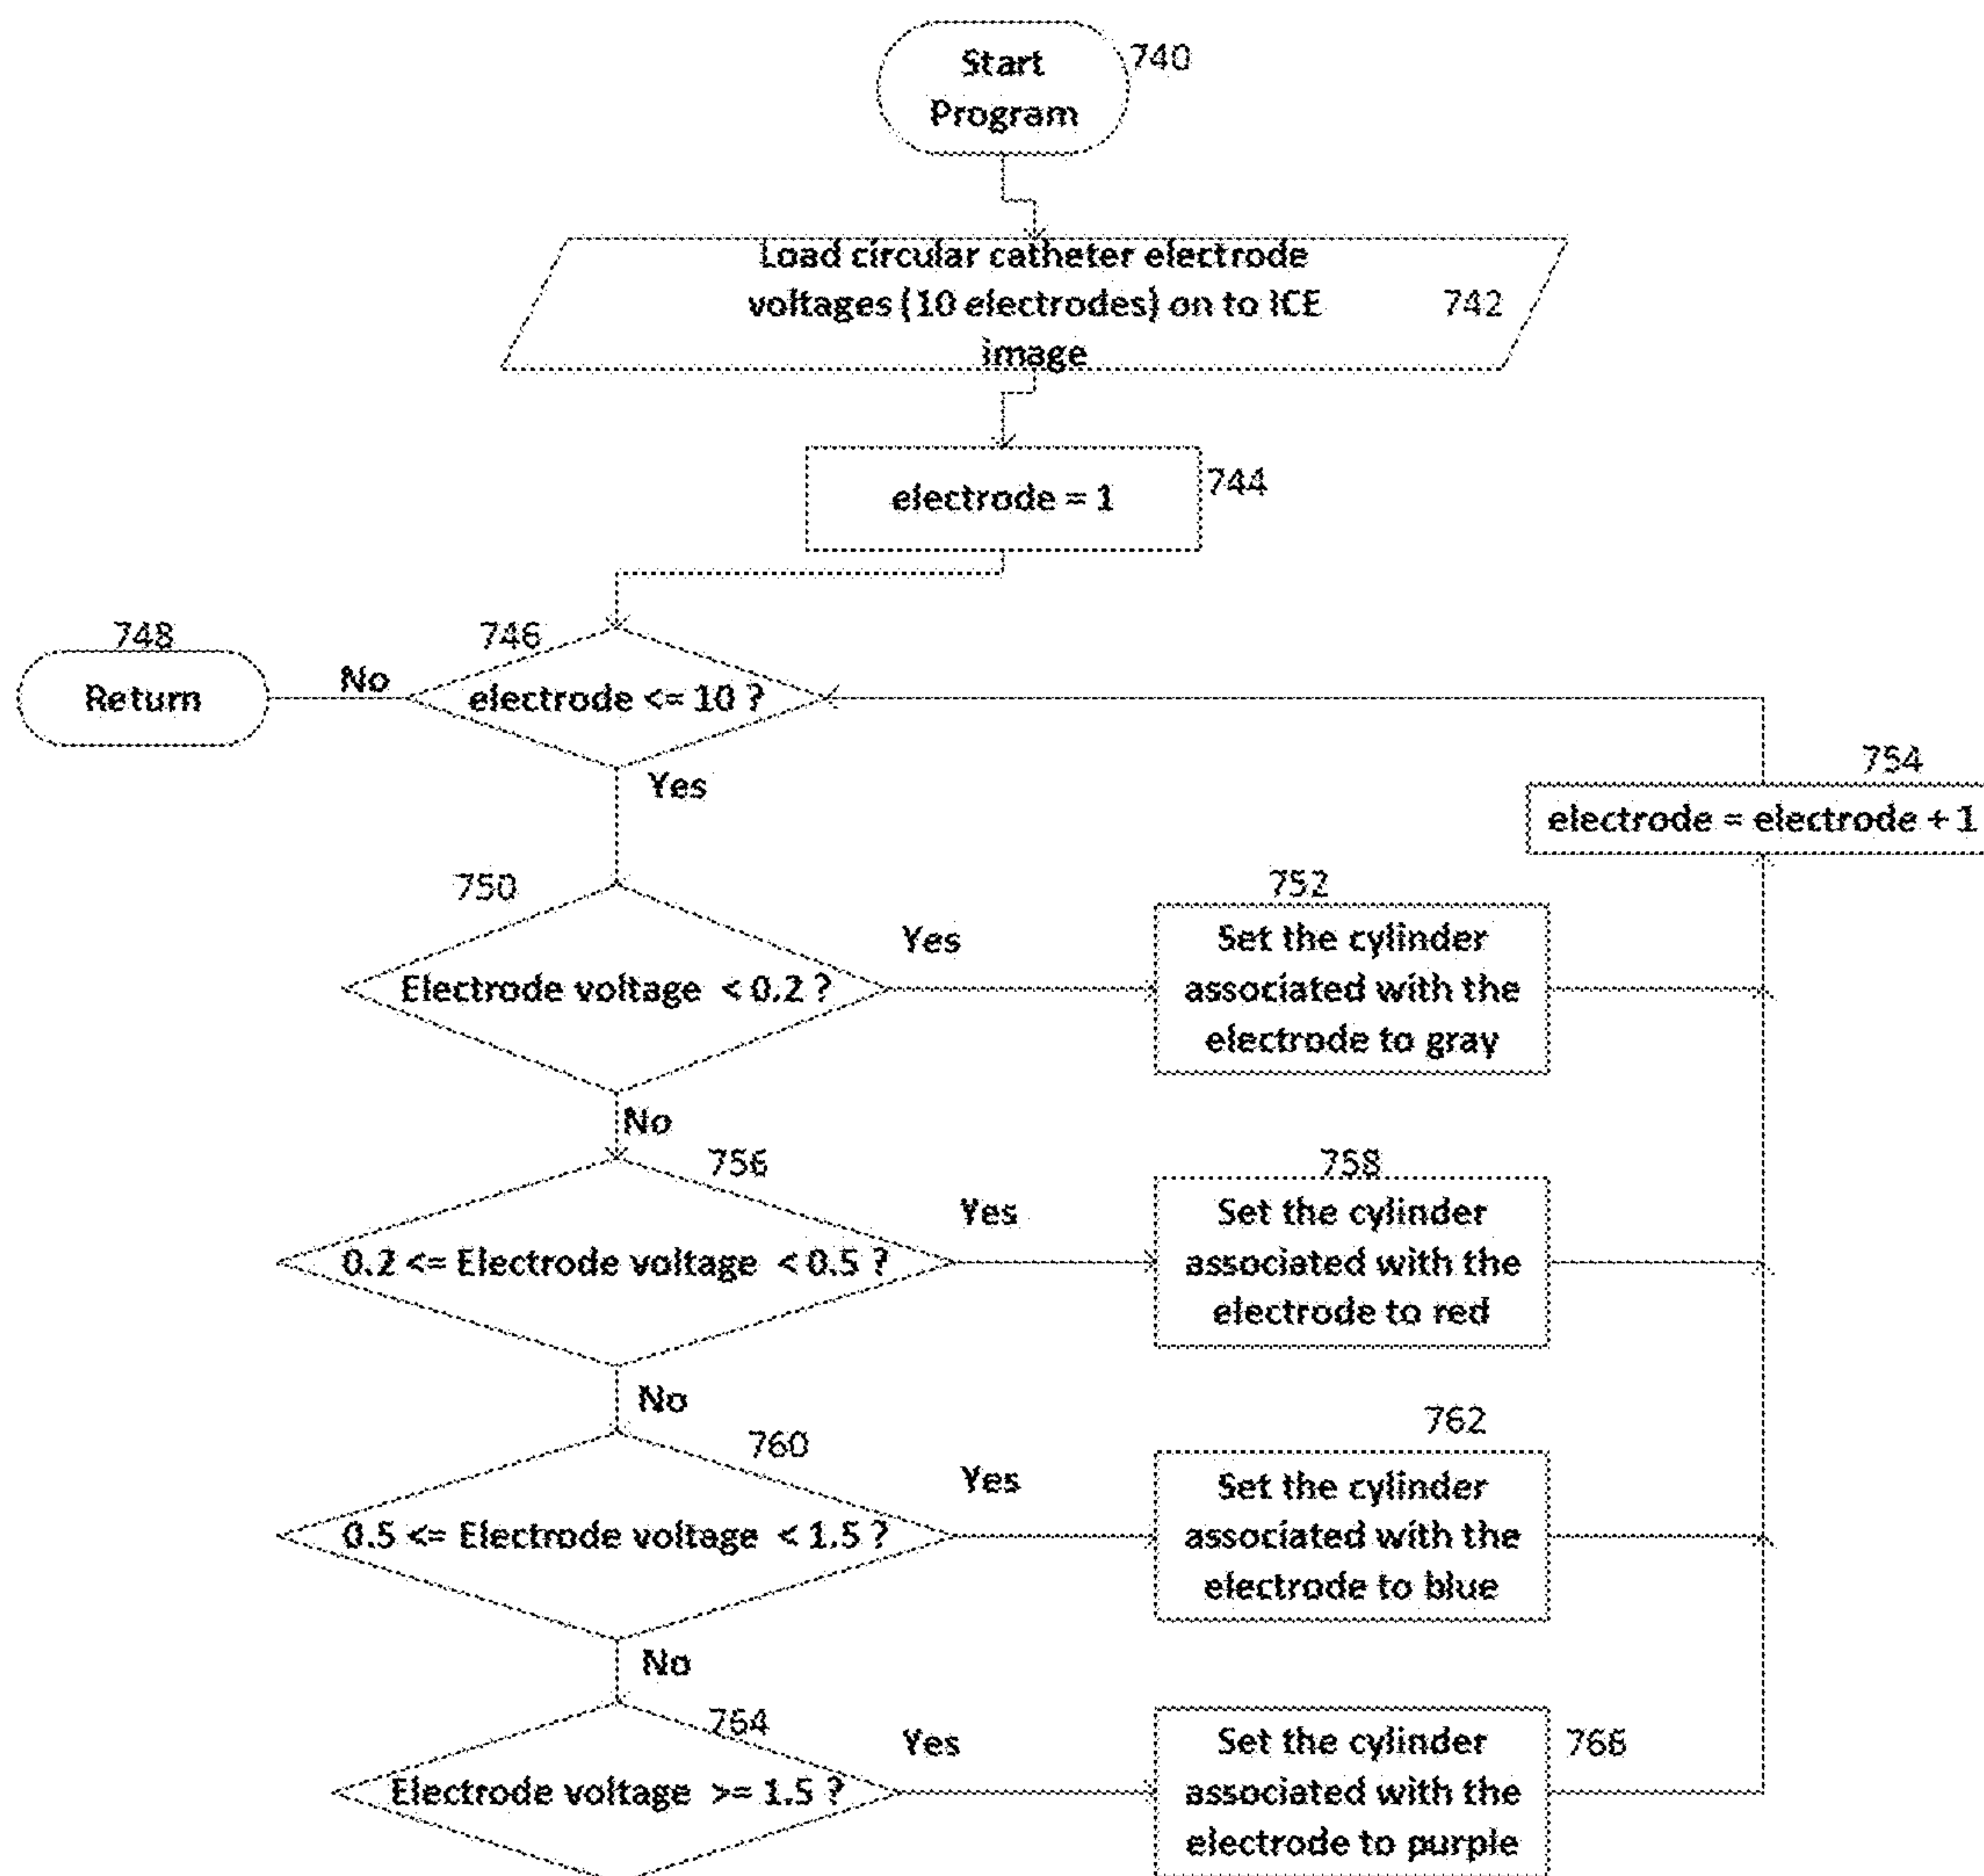 Start
Program
740
Load circular catheter electrode
voltages (10 electrodes) on to ICE
image
742
electrode = 1
744
748
Return
No
746
electrode <= 10 ?
Yes
754
electrode = electrode + 1
750
Electrode voltage < 0.2 ?
Yes
752
Set the cylinder
associated with the
electrode to gray
No
756
0.2 <= Electrode voltage < 0.5 ?
Yes
758
Set the cylinder
associated with the
electrode to red
No
760
0.5 <= Electrode voltage < 1.5 ?
Yes
762
Set the cylinder
associated with the
electrode to blue
No
764
Electrode voltage >= 1.5 ?
Yes
Set the cylinder
associated with the
electrode to purple
766